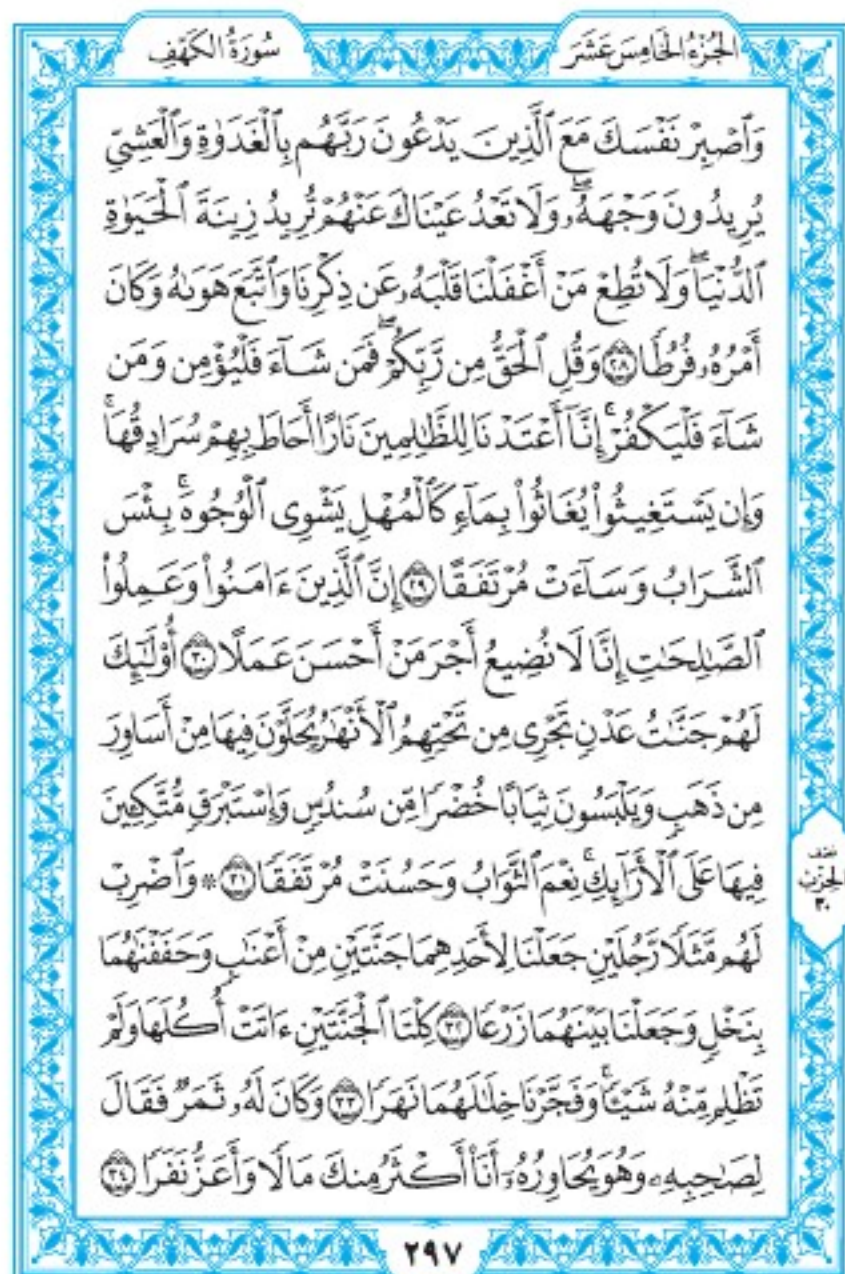 الجُزْءُ الخَامِسَ عَشَرَ
سُورَةُ الكَهْفِ
وَٱصْبِرْ نَفْسَكَ مَعَ ٱلَّذِينَ يَدْعُونَ رَبَّهُم بِٱلْغَدَوٰةِ وَٱلْعَشِىِّ
يُرِيدُونَ وَجْهَهُۥۖ وَلَا تَعْدُ عَيْنَاكَ عَنْهُمْ تُرِيدُ زِينَةَ ٱلْحَيَوٰةِ
ٱلدُّنْيَاۖ وَلَا تُطِعْ مَنْ أَغْفَلْنَا قَلْبَهُۥ عَن ذِكْرِنَا وَٱتَّبَعَ هَوَىٰهُ وَكَانَ
أَمْرُهُۥ فُرُطًا ٢٨ وَقُلِ ٱلْحَقُّ مِن رَّبِّكُمْۖ فَمَن شَآءَ فَلْيُؤْمِن وَمَن
شَآءَ فَلْيَكْفُرْۚ إِنَّآ أَعْتَدْنَا لِلظَّٰلِمِينَ نَارًا أَحَاطَ بِهِمْ سُرَادِقُهَاۚ
وَإِن يَسْتَغِيثُوا۟ يُغَاثُوا۟ بِمَآءٍ كَٱلْمُهْلِ يَشْوِى ٱلْوُجُوهَۚ بِئْسَ
ٱلشَّرَابُ وَسَآءَتْ مُرْتَفَقًا ٢٩ إِنَّ ٱلَّذِينَ ءَامَنُوا۟ وَعَمِلُوا۟
ٱلصَّٰلِحَٰتِ إِنَّا لَا نُضِيعُ أَجْرَ مَنْ أَحْسَنَ عَمَلًا ٣٠ أُو۟لَٰٓئِكَ
لَهُمْ جَنَّٰتُ عَدْنٍ تَجْرِى مِن تَحْتِهِمُ ٱلْأَنْهَٰرُ يُحَلَّوْنَ فِيهَا مِنْ أَسَاوِرَ
مِن ذَهَبٍ وَيَلْبَسُونَ ثِيَابًا خُضْرًا مِّن سُندُسٍ وَإِسْتَبْرَقٍ مُّتَّكِـِٔينَ
فِيهَا عَلَى ٱلْأَرَآئِكِۚ نِعْمَ ٱلثَّوَابُ وَحَسُنَتْ مُرْتَفَقًا ٣١ * وَٱضْرِبْ
لَهُم مَّثَلًا رَّجُلَيْنِ جَعَلْنَا لِأَحَدِهِمَا جَنَّتَيْنِ مِنْ أَعْنَٰبٍ وَحَفَفْنَٰهُمَا
بِنَخْلٍ وَجَعَلْنَا بَيْنَهُمَا زَرْعًا ٣٢ كِلْتَا ٱلْجَنَّتَيْنِ ءَاتَتْ أُكُلَهَا وَلَمْ
تَظْلِم مِّنْهُ شَيْـًٔاۚ وَفَجَّرْنَا خِلَٰلَهُمَا نَهَرًا ٣٣ وَكَانَ لَهُۥ ثَمَرٌ فَقَالَ
لِصَٰحِبِهِۦ وَهُوَ يُحَاوِرُهُۥٓ أَنَا۠ أَكْثَرُ مِنكَ مَالًا وَأَعَزُّ نَفَرًا ٣٤
نصف
الحزب
٣٠
٢٩٧